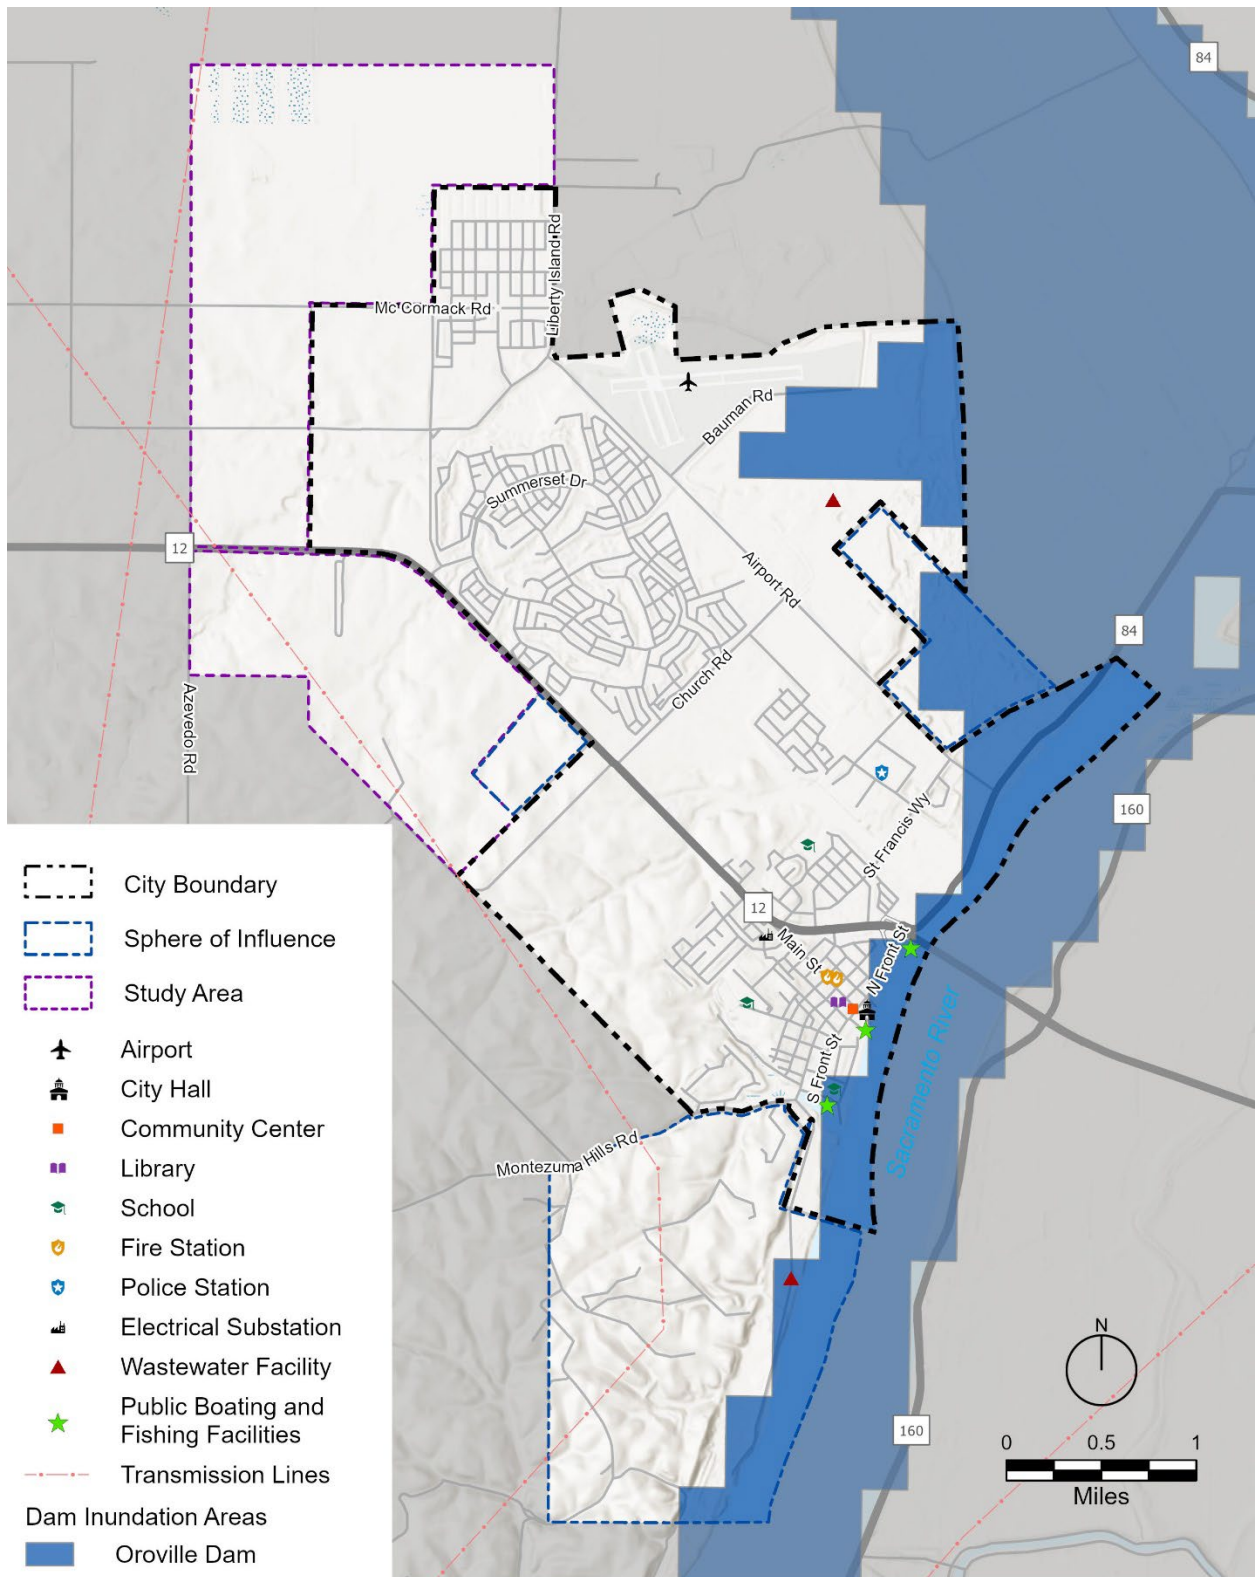 84
Liberty Island Rd
Mc Cormack Rd
Bauman Rd
Summerset Dr
12
Airport Rd
84
Church Rd
Azevedo Rd
160
St Francis Wy
12
Main St
N Front St
Sacramento River
S Front St
Montezuma Hills Rd
160
City Boundary
Sphere of Influence
Study Area
Airport
City Hall
Community Center
Library
School
Fire Station
Police Station
Electrical Substation
Wastewater Facility
Public Boating and
Fishing Facilities
Transmission Lines
Dam Inundation Areas
Oroville Dam
N
0 0.5 1
Miles